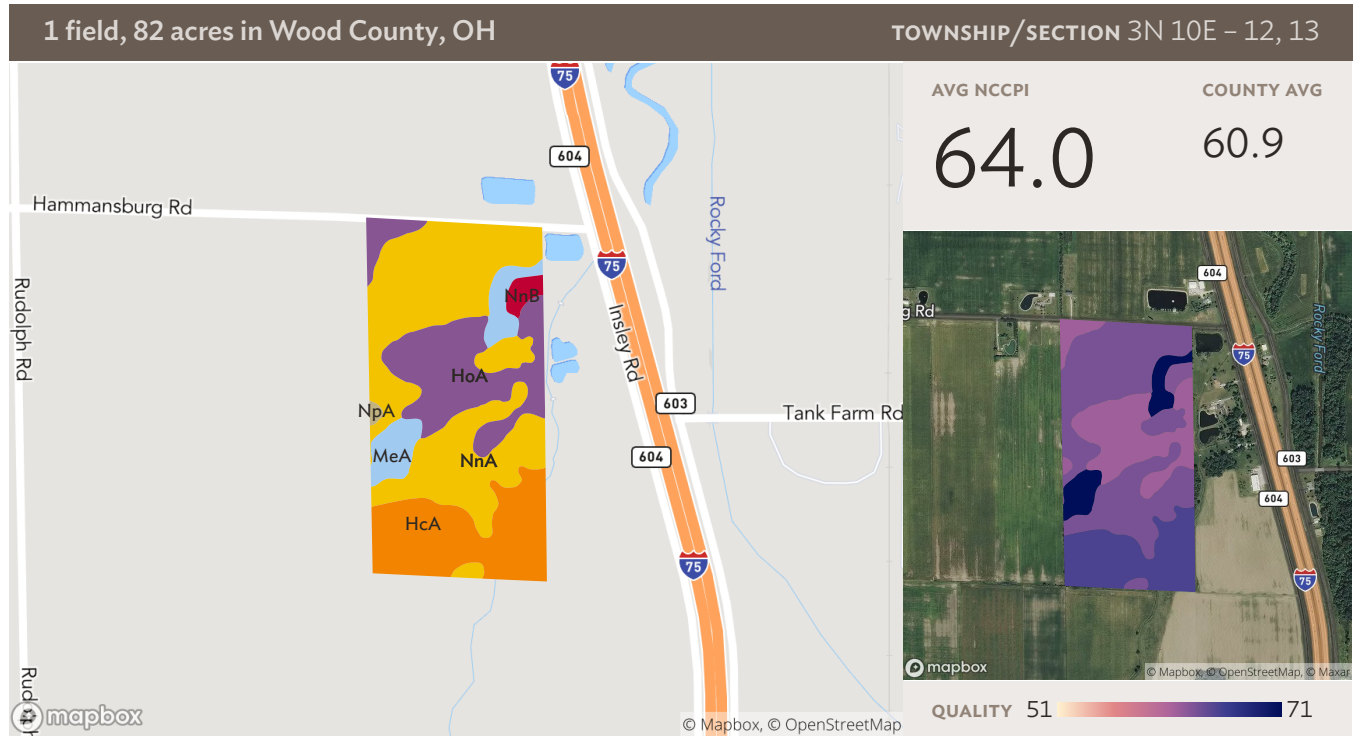 1 field, 82 acres in Wood County, OH
TOWNSHIP/SECTION 3N 10E – 12, 13
75
604
Hammansburg Rd
Rocky Ford
75
Rudolph Rd
NnB
Insley Rd
HoA
603
NpA
Tank Farm Rd
MeA
NnA
604
HcA
75
mapbox
© Mapbox, © OpenStreetMap
AVG NCCPI
COUNTY AVG
64.0
60.9
604
g Rd
Rocky Ford
75
603
604
75
mapbox
© Mapbox, © OpenStreetMap, © Maxar
QUALITY 51
71